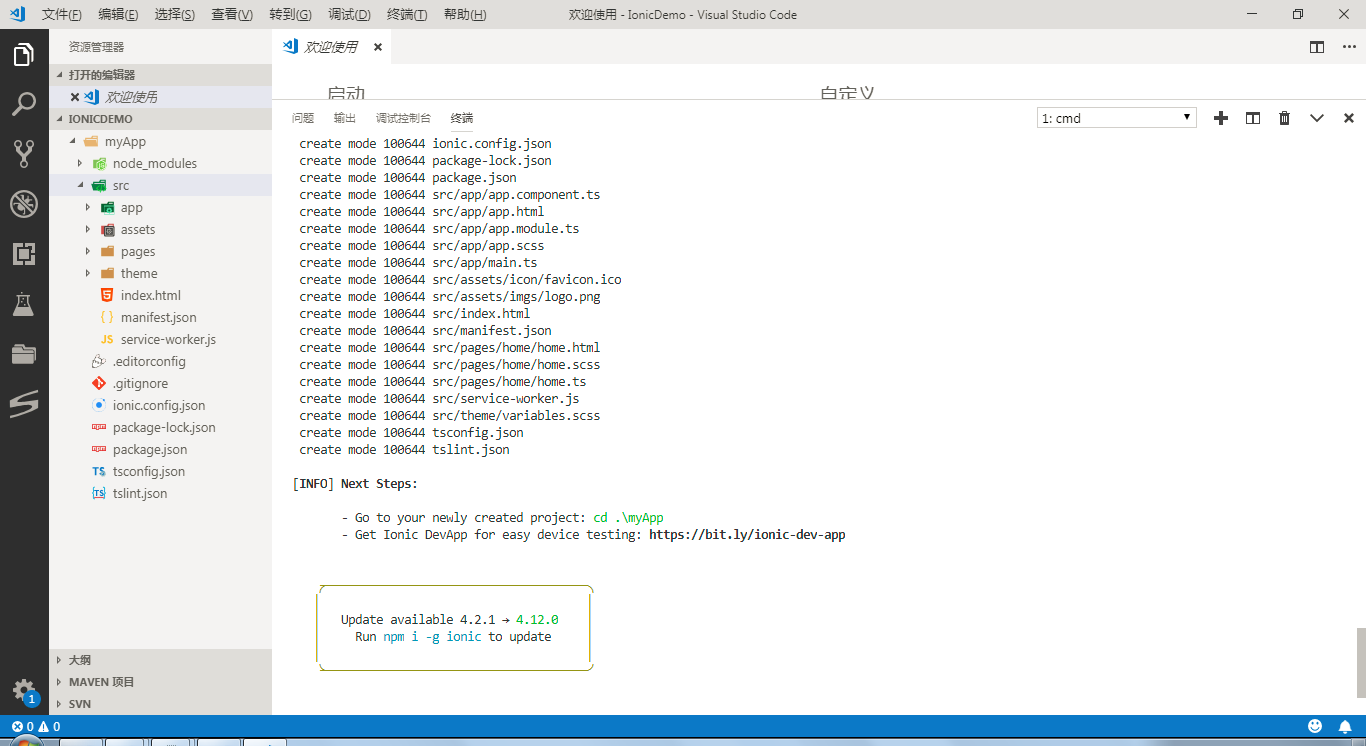 文件(F) 编辑(E) 选择(S) 查看(V) 转到(G) 调试(D) 终端(T) 帮助(H) 欢迎使用 - IonicDemo - Visual Studio Code
资源管理器
欢迎使用
打开的编辑器
欢迎使用
IONICDEMO
myApp
node_modules
src
app
assets
pages
theme
index.html
manifest.json
JS service-worker.js
.editorconfig
.gitignore
ionic.config.json
package-lock.json
package.json
TS tsconfig.json
TS tslint.json
大纲
MAVEN 项目
SVN
启动 自定义
问题 输出 调试控制台 终端 1: cmd
create mode 100644 ionic.config.json
create mode 100644 package-lock.json
create mode 100644 package.json
create mode 100644 src/app/app.component.ts
create mode 100644 src/app/app.html
create mode 100644 src/app/app.module.ts
create mode 100644 src/app/app.scss
create mode 100644 src/app/main.ts
create mode 100644 src/assets/icon/favicon.ico
create mode 100644 src/assets/imgs/logo.png
create mode 100644 src/index.html
create mode 100644 src/manifest.json
create mode 100644 src/pages/home/home.html
create mode 100644 src/pages/home/home.scss
create mode 100644 src/pages/home/home.ts
create mode 100644 src/service-worker.js
create mode 100644 src/theme/variables.scss
create mode 100644 tsconfig.json
create mode 100644 tslint.json
[INFO] Next Steps:
- Go to your newly created project: cd .\myApp
- Get Ionic DevApp for easy device testing: https://bit.ly/ionic-dev-app
Update available 4.2.1 → 4.12.0
Run npm i -g ionic to update
1
0 0